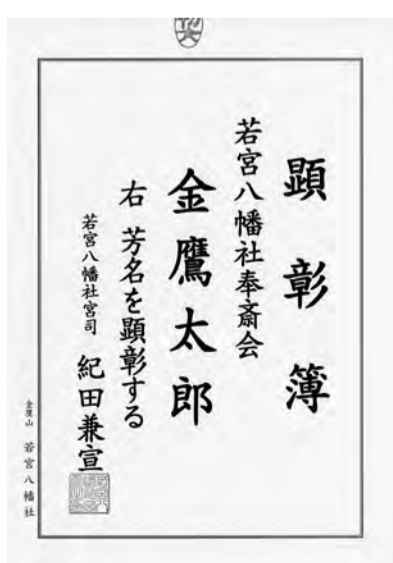 顕彰簿
若宮八幡社奉斎会
金鷹太郎
右 芳名を顕彰する
若宮八幡社宮司 紀田兼宣
金鷹山 若宮八幡社